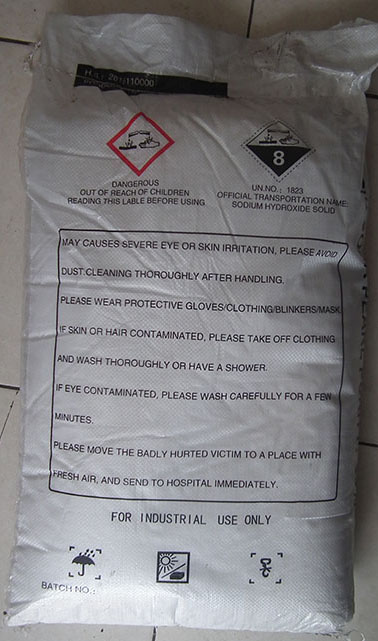 H.S.: 2815110000
DANGEROUS
OUT OF REACH OF CHILDREN
READING THIS LABLE BEFORE USING
8
UN.NO.: 1823
OFFICIAL TRANSPORTATION NAME:
SODIUM HYDROXIDE SOLID
MAY CAUSES SEVERE EYE OR SKIN IRRITATION, PLEASE AVOID
DUST.CLEANING THOROUGHLY AFTER HANDLING.
PLEASE WEAR PROTECTIVE GLOVES/CLOTHING/BLINKERS/MASK.
IF SKIN OR HAIR CONTAMINATED, PLEASE TAKE OFF CLOTHING
AND WASH THOROUGHLY OR HAVE A SHOWER.
IF EYE CONTAMINATED, PLEASE WASH CAREFULLY FOR A FEW
MINUTES.
PLEASE MOVE THE BADLY HURTED VICTIM TO A PLACE WITH
FRESH AIR, AND SEND TO HOSPITAL IMMEDIATELY.
FOR INDUSTRIAL USE ONLY
BATCH NO.: